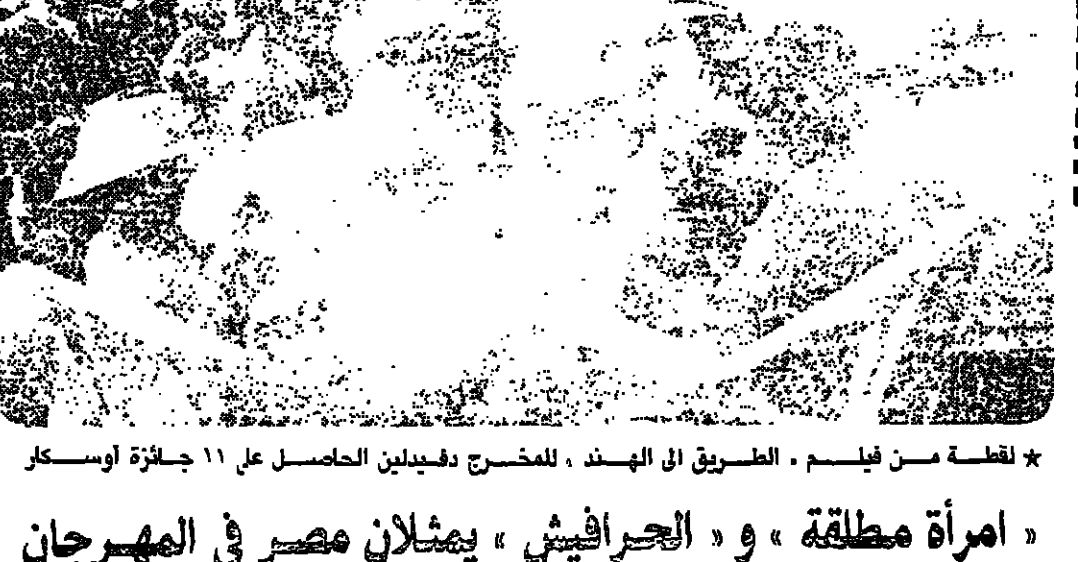 ★ لقطة من فيلم « الطريق الى الهند » للمخرج دفيدلين الحاصل على ١١ جائزة أوسكار
« امرأة مطلقة » و « الحرافيش » يمثلان مصر فى المهرجان